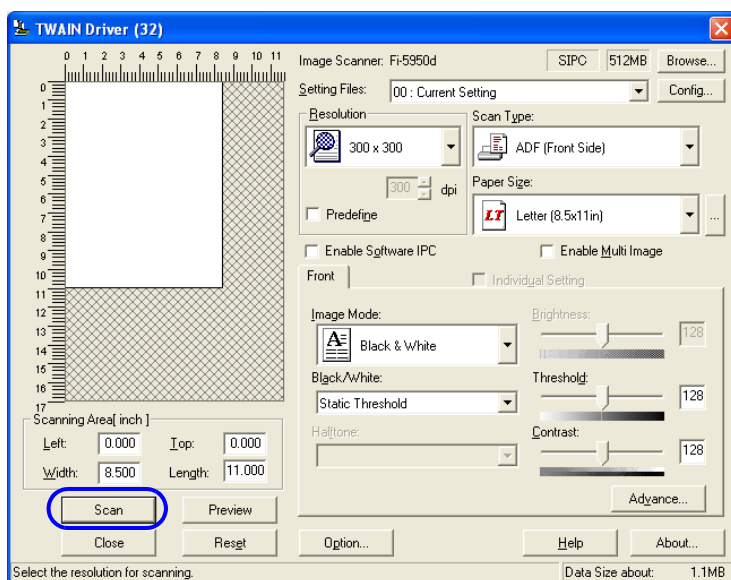 TWAIN Driver (32)
0 1 2 3 4 5 6 7 8 9 10 11
0
1
2
3
4
5
6
7
8
9
10
11
12
13
14
15
16
17
Image Scanner: Fi-5950d SIPC 512MB Browse...
Setting Files: 00 : Current Setting Config...
Resolution
300 x 300
300 dpi
Predefine
Scan Type:
ADF (Front Side)
Paper Size:
LT Letter (8.5x11in) ...
Enable Software IPC Enable Multi Image
Front Individual Setting
Image Mode:
A Black & White
Black/White:
Static Threshold
Halftone:
Brightness:
128
Threshold:
128
Contrast:
128
Advance...
Scanning Area[ inch ]
Left: 0.000 Top: 0.000
Width: 8.500 Length: 11.000
Scan Preview
Close Reset Option... Help About...
Select the resolution for scanning. Data Size about: 1.1MB